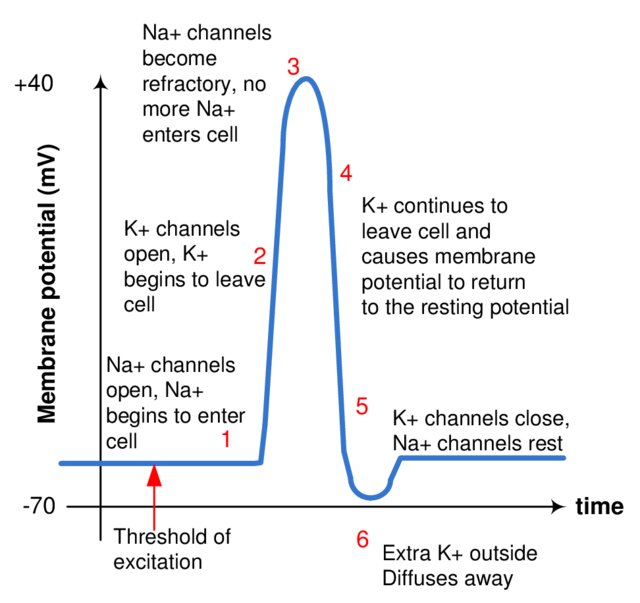 Na+ channels
become
refractory, no
more Na+
enters cell
3
+40
4
Membrane potential (mV)
K+ channels
open, K+
begins to leave
cell
2
K+ continues to
leave cell and
causes membrane
potential to return
to the resting potential
Na+ channels
open, Na+
begins to enter
cell
1
5
K+ channels close,
Na+ channels rest
-70
time
Threshold of
excitation
6
Extra K+ outside
Diffuses away